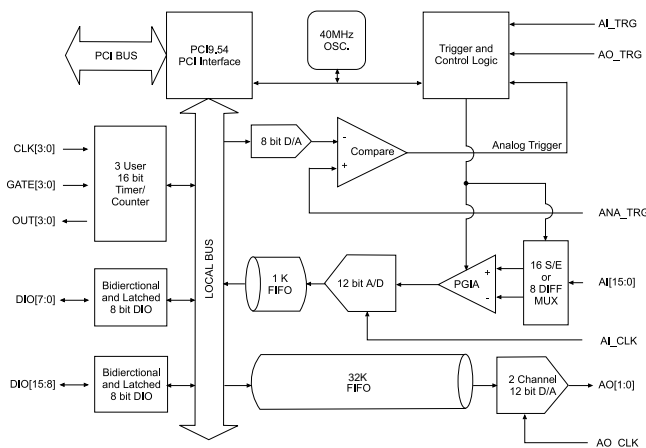 PCI BUS
PCI9.54
PCI Interface
40MHz
OSC.
Trigger and
Control Logic
AI_TRG
AO_TRG
CLK[3:0]
GATE[3:0]
OUT[3:0]
3 User
16 bit
Timer/
Counter
8 bit D/A
-
+
Compare
Analog Trigger
ANA_TRG
LOCAL BUS
DIO[7:0]
Bidierctional
and Latched
8 bit DIO
1 K
FIFO
12 bit A/D
PGIA
+
-
16 S/E
or
8 DIFF
MUX
AI[15:0]
AI_CLK
DIO[15:8]
Bidierctional
and Latched
8 bit DIO
32K
FIFO
2 Channel
12 bit D/A
AO[1:0]
AO_CLK